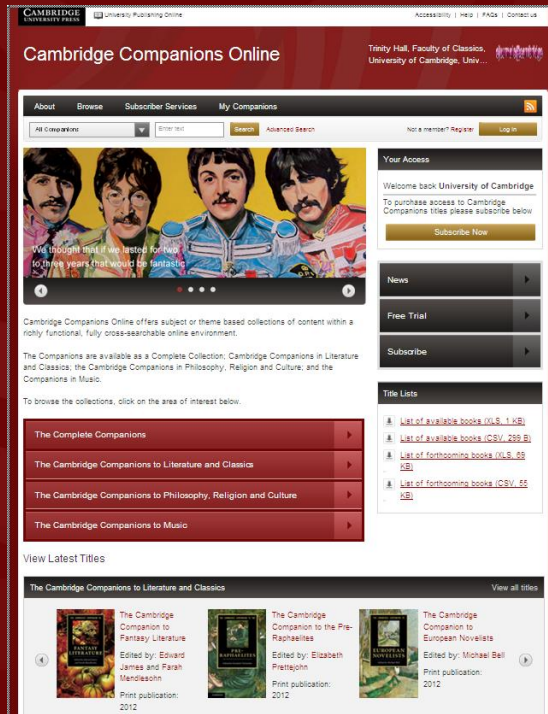 CAMBRIDGE
UNIVERSITY PRESS
University Publishing Online
Accessibility | Help | FAQs | Contact us
Cambridge Companions Online
Trinity Hall, Faculty of Classics,
University of Cambridge, Univ...
About Browse Subscriber Services My Companions
All Companions
Enter text
Search
Advanced Search
Not a member? Register
Log in
We thought that if we lasted for two
to three years that would be fantastic
Your Access
Welcome back University of Cambridge
To purchase access to Cambridge
Companions titles please subscribe below
Subscribe Now
News
Free Trial
Subscribe
Cambridge Companions Online offers subject or theme based collections of content within a
richly functional, fully cross-searchable online environment.
The Companions are available as a Complete Collection; Cambridge Companions in Literature
and Classics; the Cambridge Companions in Philosophy, Religion and Culture; and the
Companions in Music.
To browse the collections, click on the area of interest below.
The Complete Companions
The Cambridge Companions to Literature and Classics
The Cambridge Companions to Philosophy, Religion and Culture
The Cambridge Companions to Music
Title Lists
List of available books (XLS, 1 KB)
List of available books (CSV, 299 B)
List of forthcoming books (XLS, 69
KB)
List of forthcoming books (CSV, 55
KB)
View Latest Titles
The Cambridge Companions to Literature and Classics
View all titles
FANTASY
LITERATURE
The Cambridge
Companion to
Fantasy Literature
Edited by: Edward
James and Farah
Mendlesohn
Print publication:
2012
PRE-
RAPHAELITES
The Cambridge
Companion to the Pre-
Raphaelites
Edited by: Elizabeth
Prettejohn
Print publication:
2012
EUROPEAN
NOVELISTS
The Cambridge
Companion to
European Novelists
Edited by: Michael Bell
Print publication:
2012